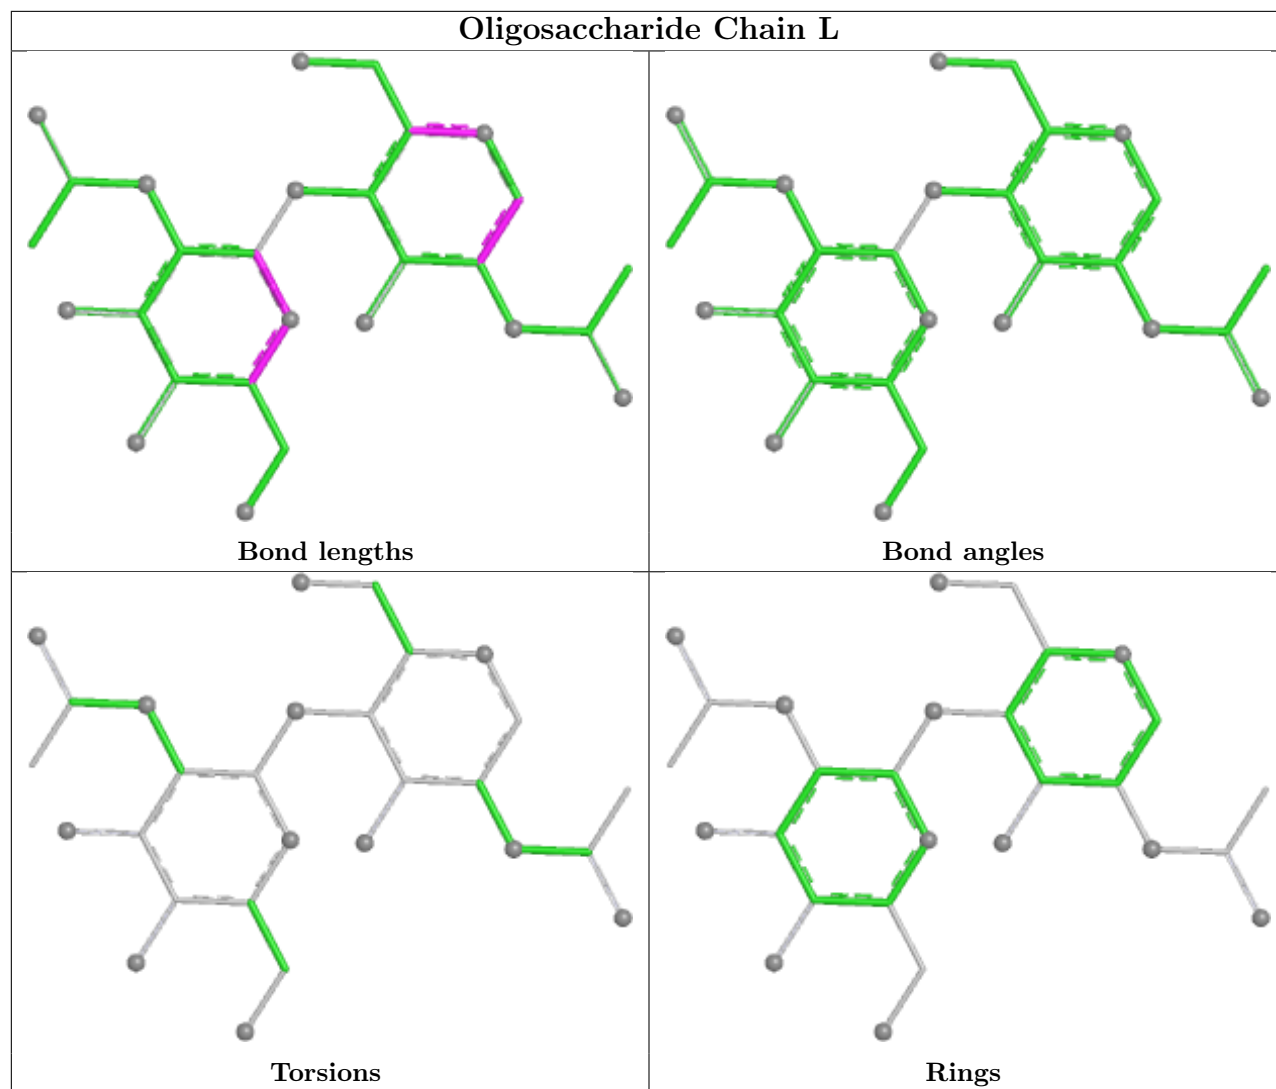 Oligosaccharide Chain L
Bond lengths
Bond angles
Torsions
Rings